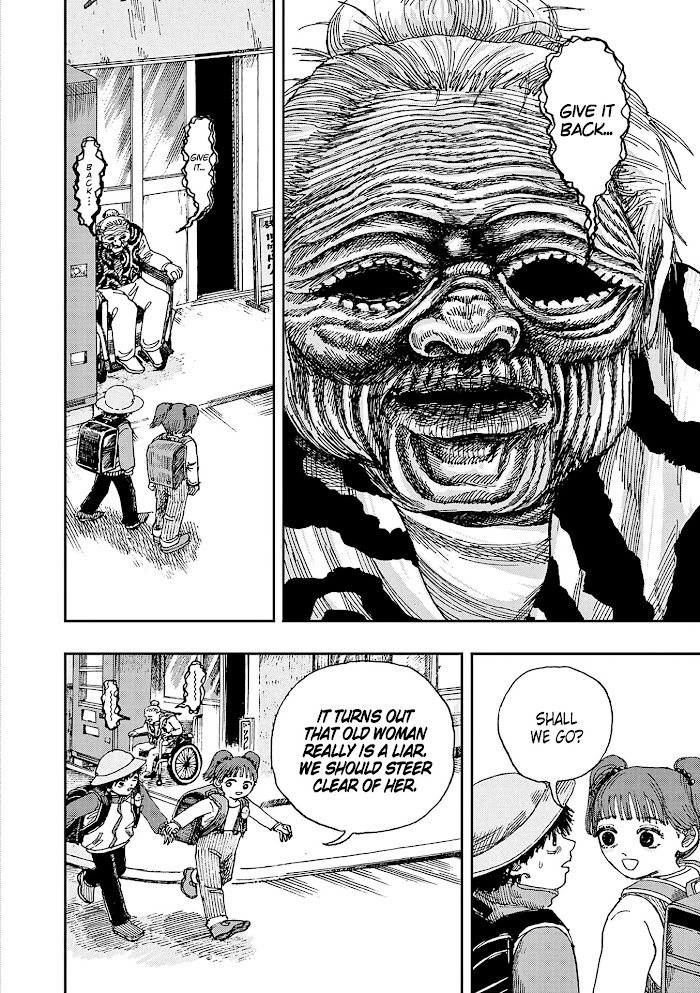 GIVE IT
BACK...
GIVE
IT...
BACK...
SHALL
WE GO?
IT TURNS OUT
THAT OLD WOMAN
REALLY IS A LIAR.
WE SHOULD STEER
CLEAR OF HER.